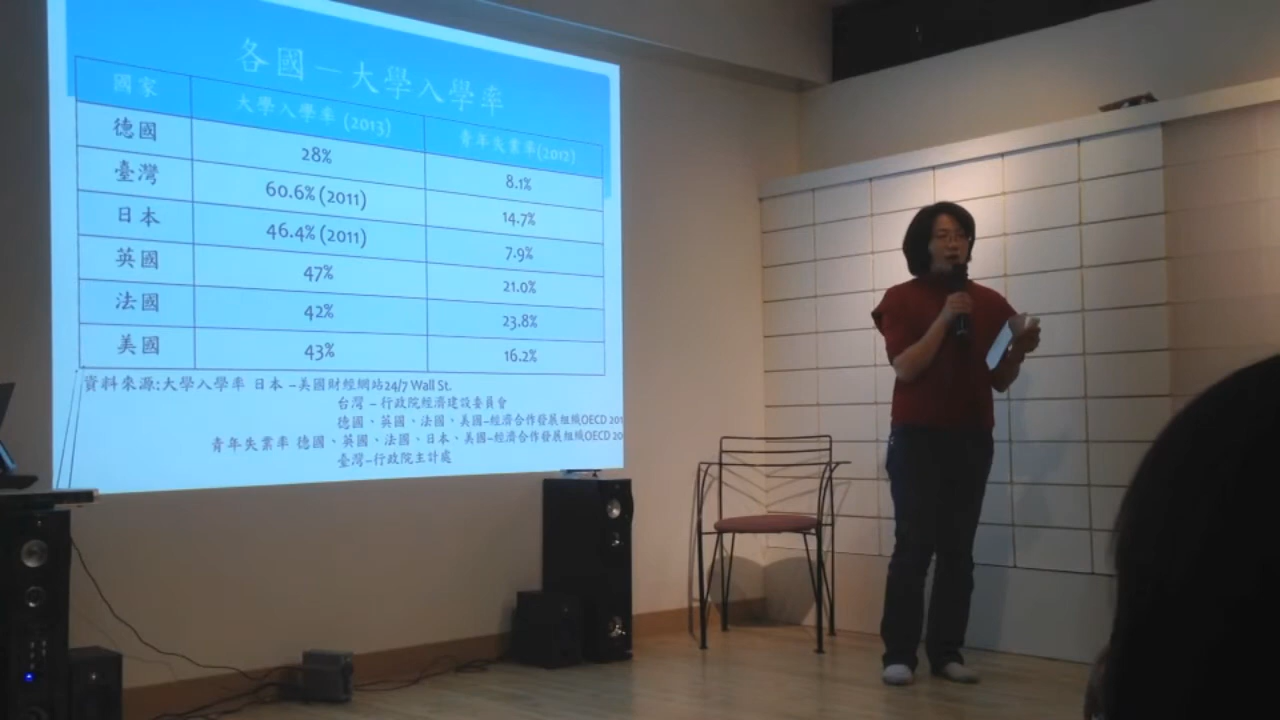 各國－大學入學率
國家 大學入學率 (2013) 青年失業率(2012)
德國 28% 8.1%
臺灣 60.6% (2011) 14.7%
日本 46.4% (2011) 7.9%
英國 47% 21.0%
法國 42% 23.8%
美國 43% 16.2%
資料來源:大學入學率 日本 –美國財經網站24/7 Wall St.
台灣 – 行政院經濟建設委員會
德國、英國、法國、美國–經濟合作發展組織OECD 201
青年失業率 德國、英國、法國、日本、美國–經濟合作發展組織OECD 20
臺灣–行政院主計處